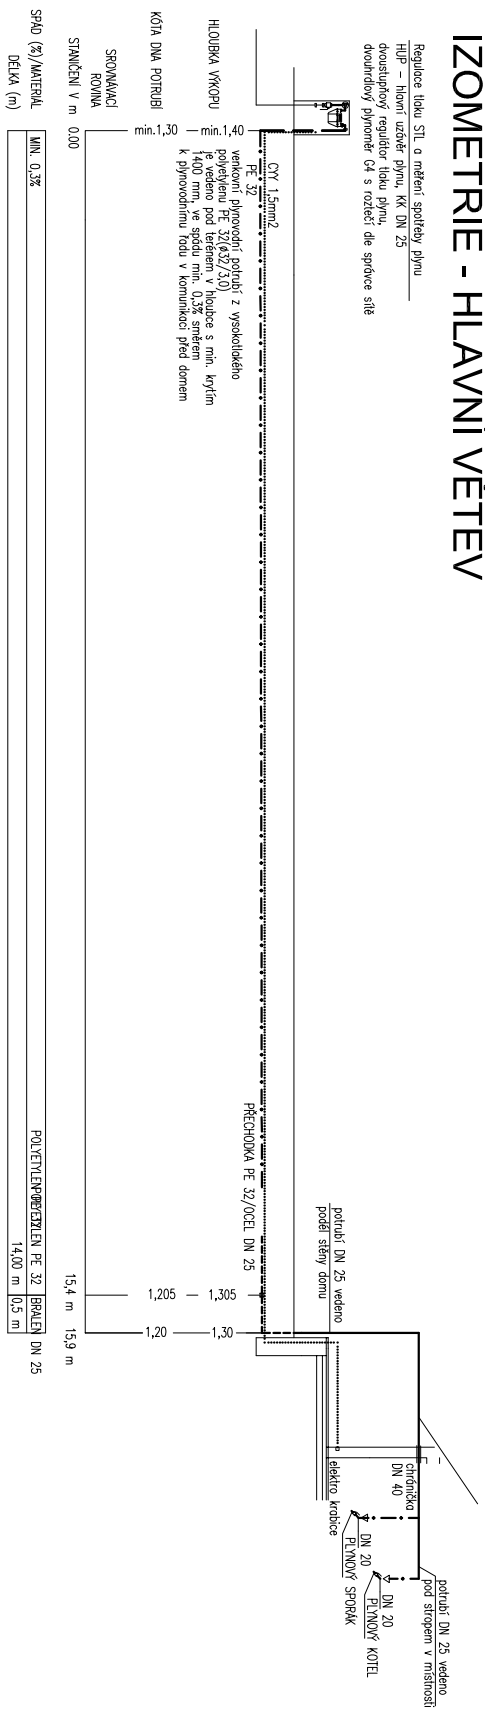 IZOMETRIE - HLAVNÍ VĚTEV
Regulace tlaku STL a měření spotřeby plynu
HUP – hlavní uzávěr plynu, KK DN 25
dvoustupňový regulátor tlaku plynu,
dvouhrdlový plynoměr G4 s roztečí dle správce sítě
CYY 1,5mm2
PE 32
venkovní plynovodní potrubí z vysokotlakého
polyetylenu PE 32(ø32/3,0)
je vedeno pod terénem v hloubce s min. krytím
1400 mm, ve spádu min. 0,3% směrem
k plynovodnímu řadu v komunikaci před domem
PŘECHODKA PE 32/OCEL DN 25
potrubí DN 25 vedeno
podél stěny domu
potrubí DN 25 vedeno
pod stropem v místnosti
chránička
DN 40
elektro krabice
DN 20
PLYNOVÝ SPORÁK
DN 20
PLYNOVÝ KOTEL
HLOUBKA VÝKOPU
min.1,40
1,305
1,30
KÓTA DNA POTRUBÍ
min.1,30
1,205
1,20
SROVNÁVACÍ
ROVINA
STANIČENÍ V m
0.00
15,4 m
15,9 m
SPÁD (%)/MATERIÁL
MIN. 0,3%
POLYETYLEN PE 32
BRALEN DN 25
DÉLKA (m)
14,00 m
0,5 m